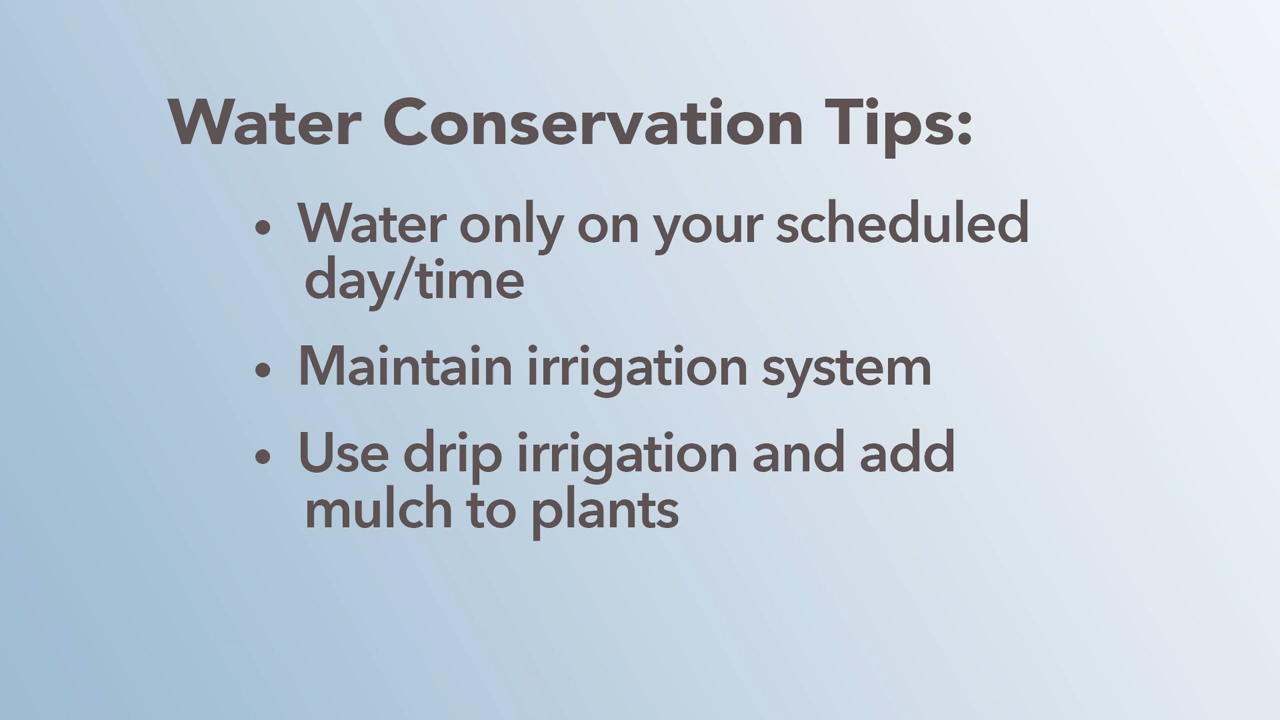 Water Conservation Tips:
• Water only on your scheduled
day/time
• Maintain irrigation system
• Use drip irrigation and add
mulch to plants